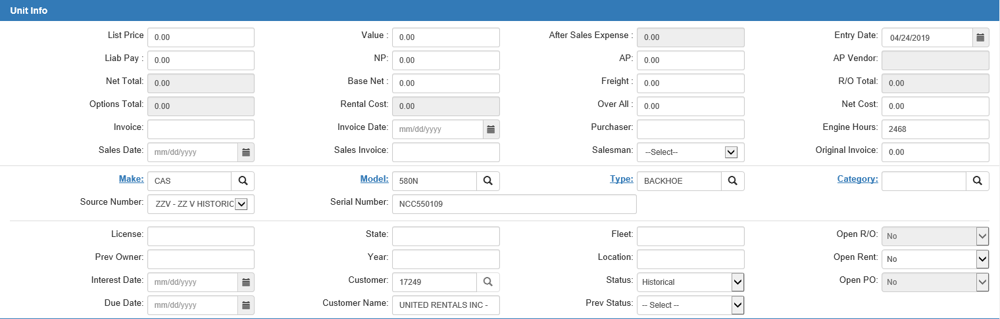 Unit Info
List Price 0.00 Value : 0.00 After Sales Expense : 0.00 Entry Date: 04/24/2019
Liab Pay : 0.00 NP: 0.00 AP: 0.00 AP Vendor:
Net Total: 0.00 Base Net : 0.00 Freight : 0.00 R/O Total: 0.00
Options Total: 0.00 Rental Cost: 0.00 Over All : 0.00 Net Cost: 0.00
Invoice: Invoice Date: mm/dd/yyyy Purchaser: Engine Hours: 2468
Sales Date: mm/dd/yyyy Sales Invoice: Salesman: --Select-- Original Invoice: 0.00
Make: CAS Model: 580N Type: BACKHOE Category:
Source Number: ZZV - ZZ V HISTORIC Serial Number: NCC550109
License: State: Fleet: Open R/O: No
Prev Owner: Year: Location: Open Rent: No
Interest Date: mm/dd/yyyy Customer: 17249 Status: Historical Open PO: No
Due Date: mm/dd/yyyy Customer Name: UNITED RENTALS INC - Prev Status: -- Select --